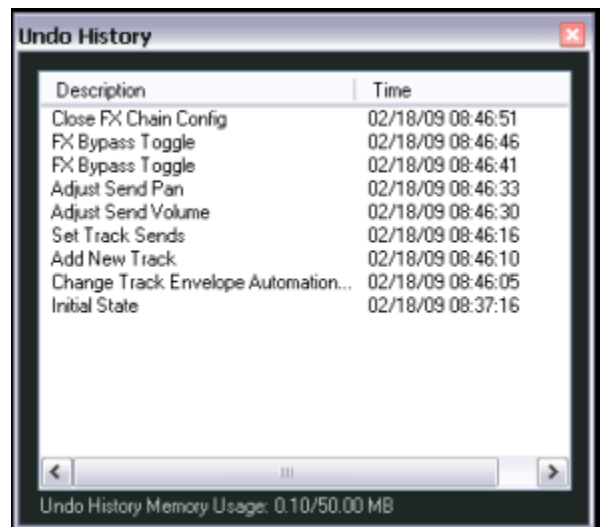 Undo History
Description Time
Close FX Chain Config 02/18/09 08:46:51
FX Bypass Toggle 02/18/09 08:46:46
FX Bypass Toggle 02/18/09 08:46:41
Adjust Send Pan 02/18/09 08:46:33
Adjust Send Volume 02/18/09 08:46:30
Set Track Sends 02/18/09 08:46:16
Add New Track 02/18/09 08:46:10
Change Track Envelope Automation... 02/18/09 08:46:05
Initial State 02/18/09 08:37:16
Undo History Memory Usage: 0.10/50.00 MB